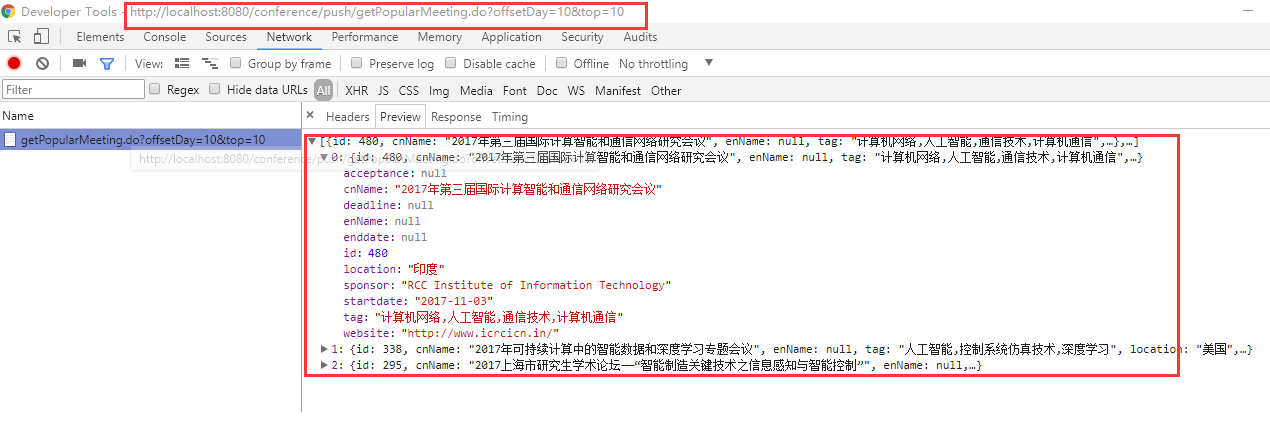 Developer Tools - http://localhost:8080/conference/push/getPopularMeeting.do?offsetDay=10&top=10
Elements Console Sources Network Performance Memory Application Security Audits
View: Group by frame Preserve log Disable cache Offline No throttling
Filter Regex Hide data URLs All XHR JS CSS Img Media Font Doc WS Manifest Other
Name × Headers Preview Response Timing
getPopularMeeting.do?offsetDay=10&top=10
http://localhost:8080/conference/push/getPopularMeeting.do?offsetDay=10&top=10
[{id: 480, cnName: "2017年第三届国际计算智能和通信网络研究会议", enName: null, tag: "计算机网络,人工智能,通信技术,计算机通信",…},…]
0: {id: 480, cnName: "2017年第三届国际计算智能和通信网络研究会议", enName: null, tag: "计算机网络,人工智能,通信技术,计算机通信",…}
acceptance: null
cnName: "2017年第三届国际计算智能和通信网络研究会议"
deadline: null
enName: null
enddate: null
id: 480
location: "印度"
sponsor: "RCC Institute of Information Technology"
startdate: "2017-11-03"
tag: "计算机网络,人工智能,通信技术,计算机通信"
website: "http://www.icrcicn.in/"
1: {id: 338, cnName: "2017年可持续计算中的智能数据和深度学习专题会议", enName: null, tag: "人工智能,控制系统仿真技术,深度学习", location: "美国",…}
2: {id: 295, cnName: "2017上海市研究生学术论坛——“智能制造关键技术之信息感知与智能控制”", enName: null,…}